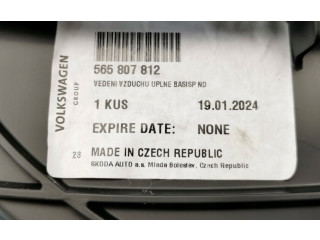 VOLKSWAGEN
GROUP
565 807 812
VEDENI VZDUCHU UPLNE BASISP ND
1 KUS 19.01.2024
EXPIRE DATE: NONE
23 MADE IN CZECH REPUBLIC
SKODA AUTO a.s. Mlada Boleslav, Czech Republic